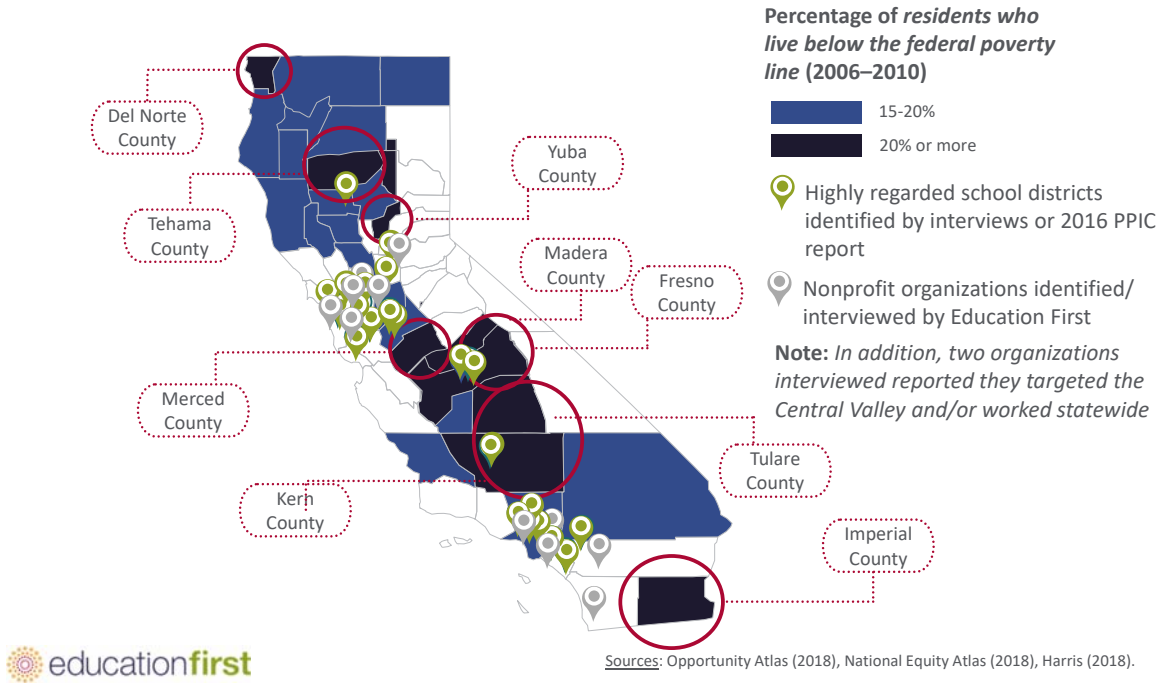 Percentage of residents who
live below the federal poverty
line (2006–2010)
15-20%
20% or more
Highly regarded school districts
identified by interviews or 2016 PPIC
report
Nonprofit organizations identified/
interviewed by Education First
Note: In addition, two organizations
interviewed reported they targeted the
Central Valley and/or worked statewide
Del Norte
County
Yuba
County
Tehama
County
Madera
County
Fresno
County
Merced
County
Tulare
County
Kern
County
Imperial
County
educationfirst
Sources: Opportunity Atlas (2018), National Equity Atlas (2018), Harris (2018).